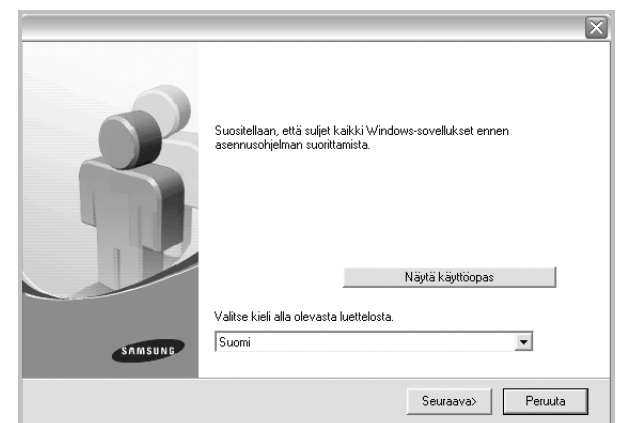 Suositellaan, että suljet kaikki Windows-sovellukset ennen
asennusohjelman suorittamista.
Näytä käyttöopas
Valitse kieli alla olevasta luettelosta.
Suomi
SAMSUNG
Seuraava>
Peruuta